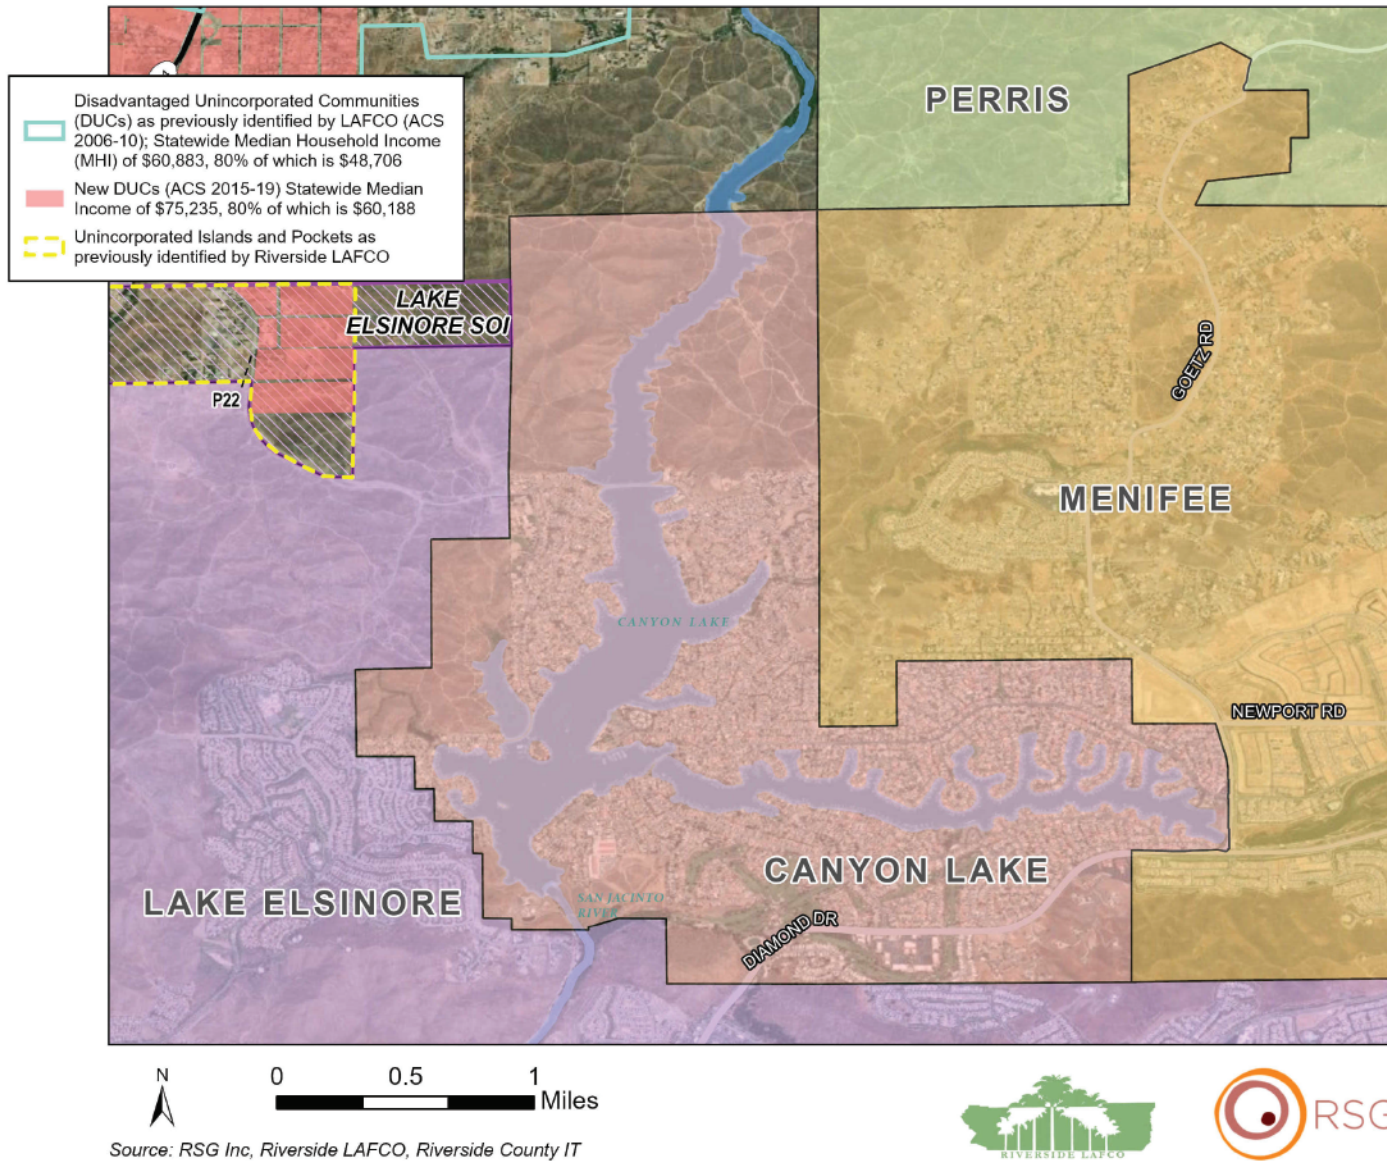 PERRIS
Disadvantaged Unincorporated Communities
(DUCs) as previously identified by LAFCO (ACS
2006-10); Statewide Median Household Income
(MHI) of $60,883, 80% of which is $48,706
New DUCs (ACS 2015-19) Statewide Median
Income of $75,235, 80% of which is $60,188
Unincorporated Islands and Pockets as
previously identified by Riverside LAFCO
LAKE
ELSINORE SOI
P22
GOETZ RD
MENIFEE
CANYON LAKE
NEWPORT RD
CANYON LAKE
LAKE ELSINORE
SAN JACINTO
RIVER
DIAMOND DR
N
0 0.5 1
Miles
Source: RSG Inc, Riverside LAFCO, Riverside County IT
RIVERSIDE LAFCO
RSG